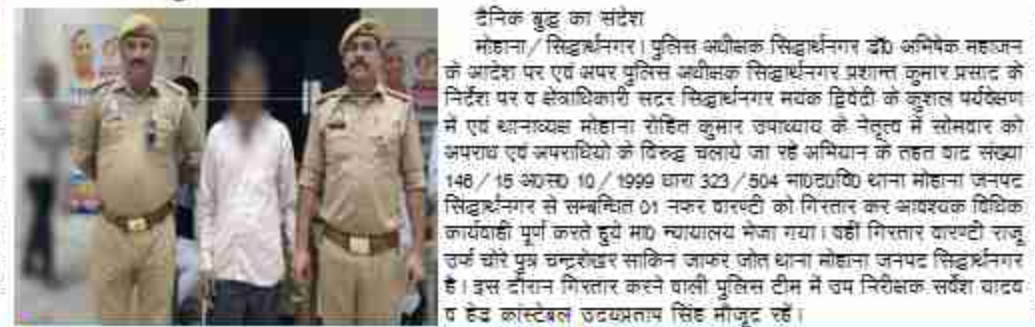 दैनिक बुद्ध का संदेश
मोहाना/सिद्धार्थनगर। पुलिस अधीक्षक सिद्धार्थनगर डॉ0 अभिषेक महाजन
के आदेश पर एवं अपर पुलिस अधीक्षक सिद्धार्थनगर प्रशान्त कुमार प्रसाद के
निर्देश पर व क्षेत्राधिकारी सदर सिद्धार्थनगर मयंक द्विवेदी के कुशल पर्यवेक्षण
में एवं थानाध्यक्ष मोहाना रोहित कुमार उपाध्याय के नेतृत्व में सोमवार को
अपराध एवं अपराधियो के विरुद्ध चलाये जा रहे अभियान के तहत वाद संख्या
146/15 अ0स0 10/1999 धारा 323/504 भा0द0वि0 थाना मोहाना जनपद
सिद्धार्थनगर से सम्बन्धित 01 नफर वारण्टी को गिरतार कर आवश्यक विधिक
कार्यवाही पूर्ण करते हुये मा0 न्यायालय भेजा गया। वहीं गिरतार वारण्टी राजू
उर्फ चोरे पुत्र चन्द्रशेखर साकिन जाफर जोत थाना मोहाना जनपद सिद्धार्थनगर
है। इस दौरान गिरतार करने वाली पुलिस टीम में उप निरीक्षक सर्वेश यादव
व हेड कांस्टेबल उदयप्रताप सिंह मौजूद रहें।